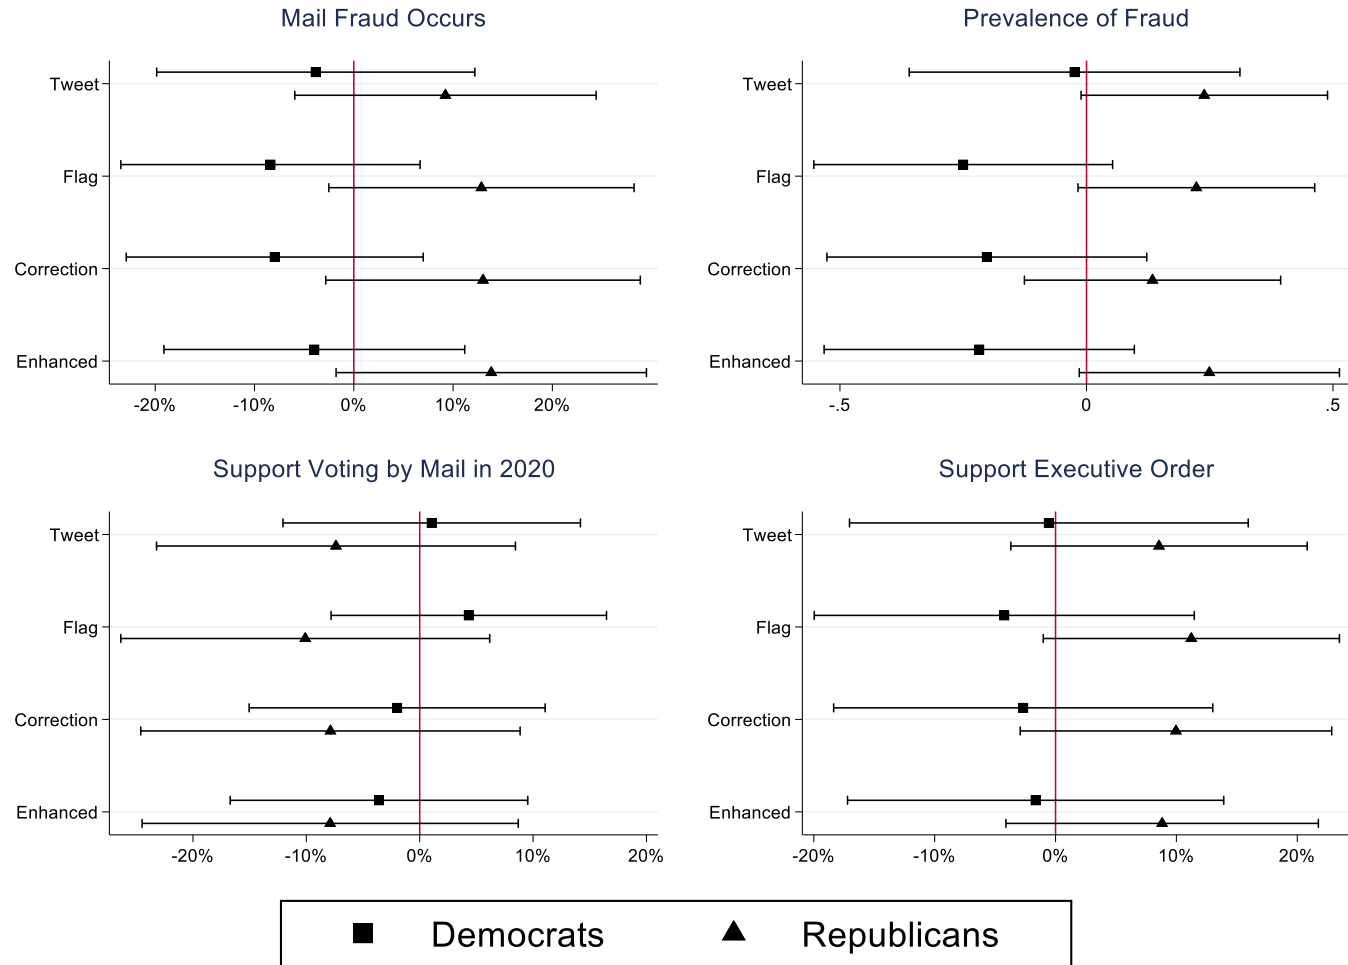 Mail Fraud Occurs
Tweet
Flag
Correction
Enhanced
-20% -10% 0% 10% 20%
Prevalence of Fraud
Tweet
Flag
Correction
Enhanced
-.5 0 .5
Support Voting by Mail in 2020
Tweet
Flag
Correction
Enhanced
-20% -10% 0% 10% 20%
Support Executive Order
Tweet
Flag
Correction
Enhanced
-20% -10% 0% 10% 20%
Democrats Republicans